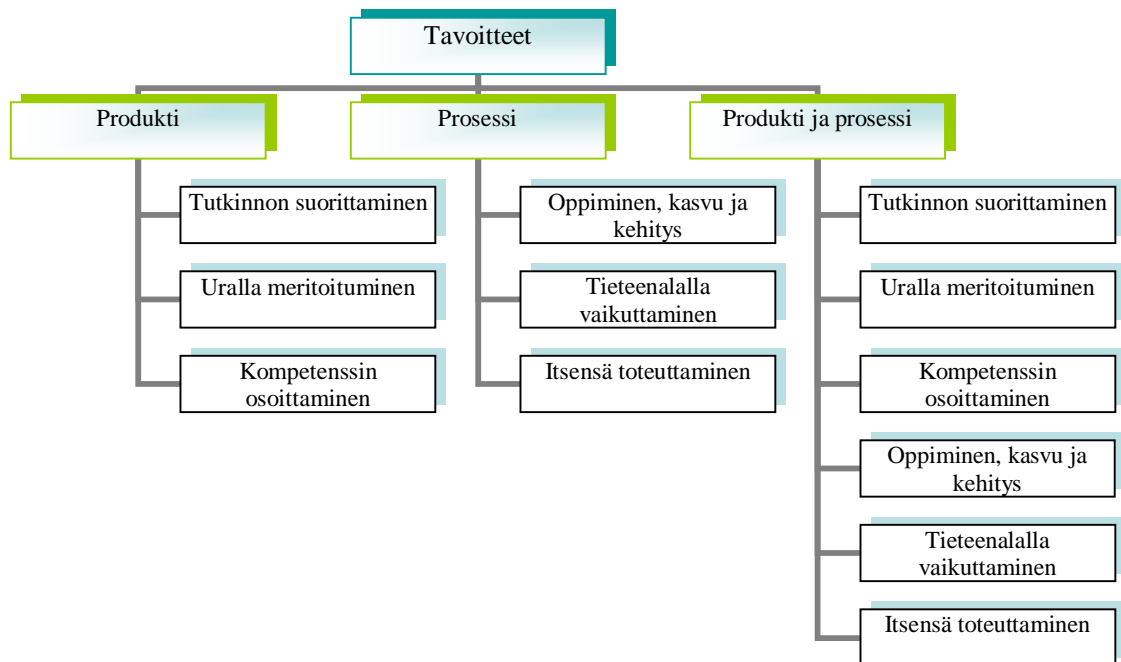 Tavoitteet
Produkti
Prosessi
Produkti ja prosessi
Tutkinnon suorittaminen
Uralla meritoituminen
Kompetenssin
osoittaminen
Oppiminen, kasvu ja
kehitys
Tieteenalalla
vaikuttaminen
Itsensä toteuttaminen
Tutkinnon suorittaminen
Uralla meritoituminen
Kompetenssin
osoittaminen
Oppiminen, kasvu ja
kehitys
Tieteenalalla
vaikuttaminen
Itsensä toteuttaminen